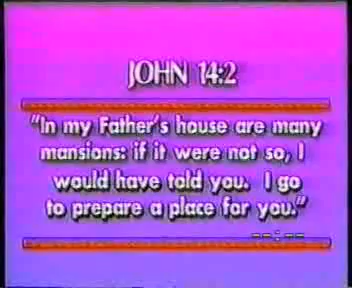 JOHN 14:2
"In my Father's house are many
mansions: if it were not so, I
would have told you. I go
to prepare a place for you."
--:--